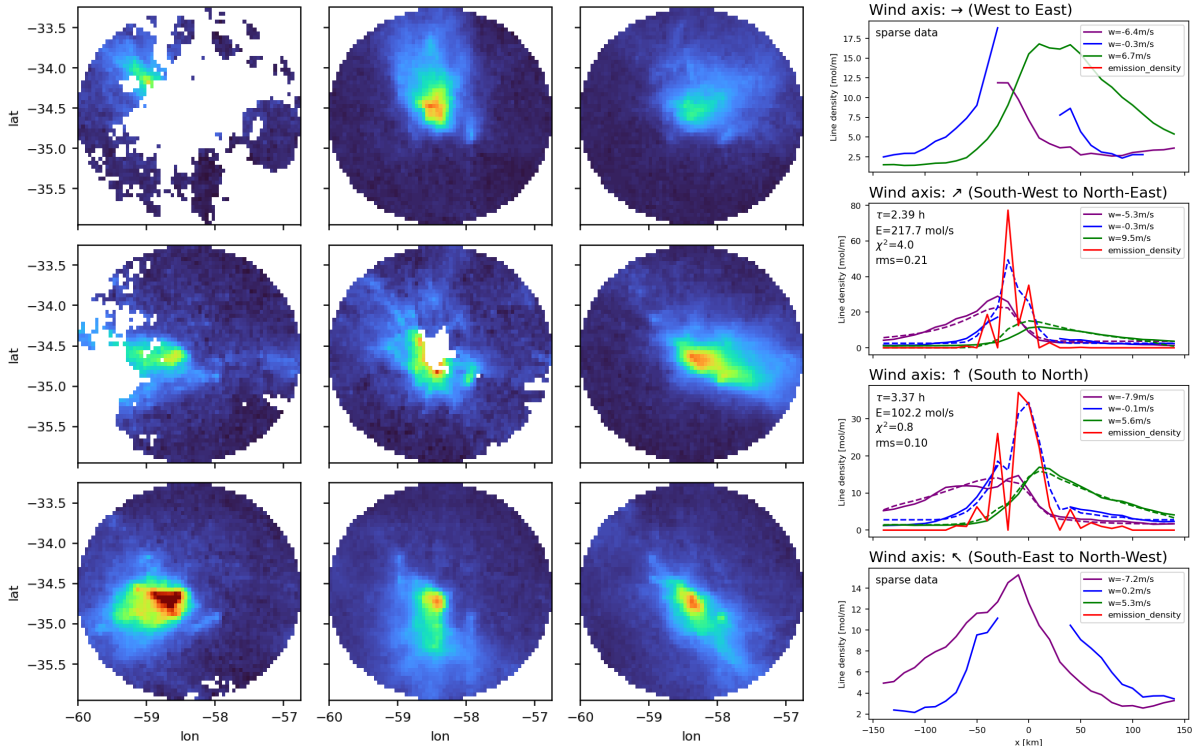 −33.5
−34.0
−34.5
−35.0
−35.5
lat
−33.5
−34.0
−34.5
−35.0
−35.5
lat
−33.5
−34.0
−34.5
−35.0
−35.5
lat
−60 −59 −58 −57
lon
−60 −59 −58 −57
lon
−60 −59 −58 −57
lon
Wind axis: → (West to East)
sparse data
w=-6.4m/s
w=-0.3m/s
w=6.7m/s
emission_density
17.5
15.0
12.5
10.0
7.5
5.0
2.5
Line density [mol/m]
Wind axis: ↗ (South-West to North-East)
τ=2.39 h
E=217.7 mol/s
χ²=4.0
rms=0.21
w=-5.3m/s
w=-0.3m/s
w=9.5m/s
emission_density
80
60
40
20
0
Line density [mol/m]
Wind axis: ↑ (South to North)
τ=3.37 h
E=102.2 mol/s
χ²=0.8
rms=0.10
w=-7.9m/s
w=-0.1m/s
w=5.6m/s
emission_density
30
20
10
0
Line density [mol/m]
Wind axis: ↖ (South-East to North-West)
sparse data
w=-7.2m/s
w=0.2m/s
w=5.3m/s
emission_density
14
12
10
8
6
4
2
Line density [mol/m]
−150 −100 −50 0 50 100 150
x [km]